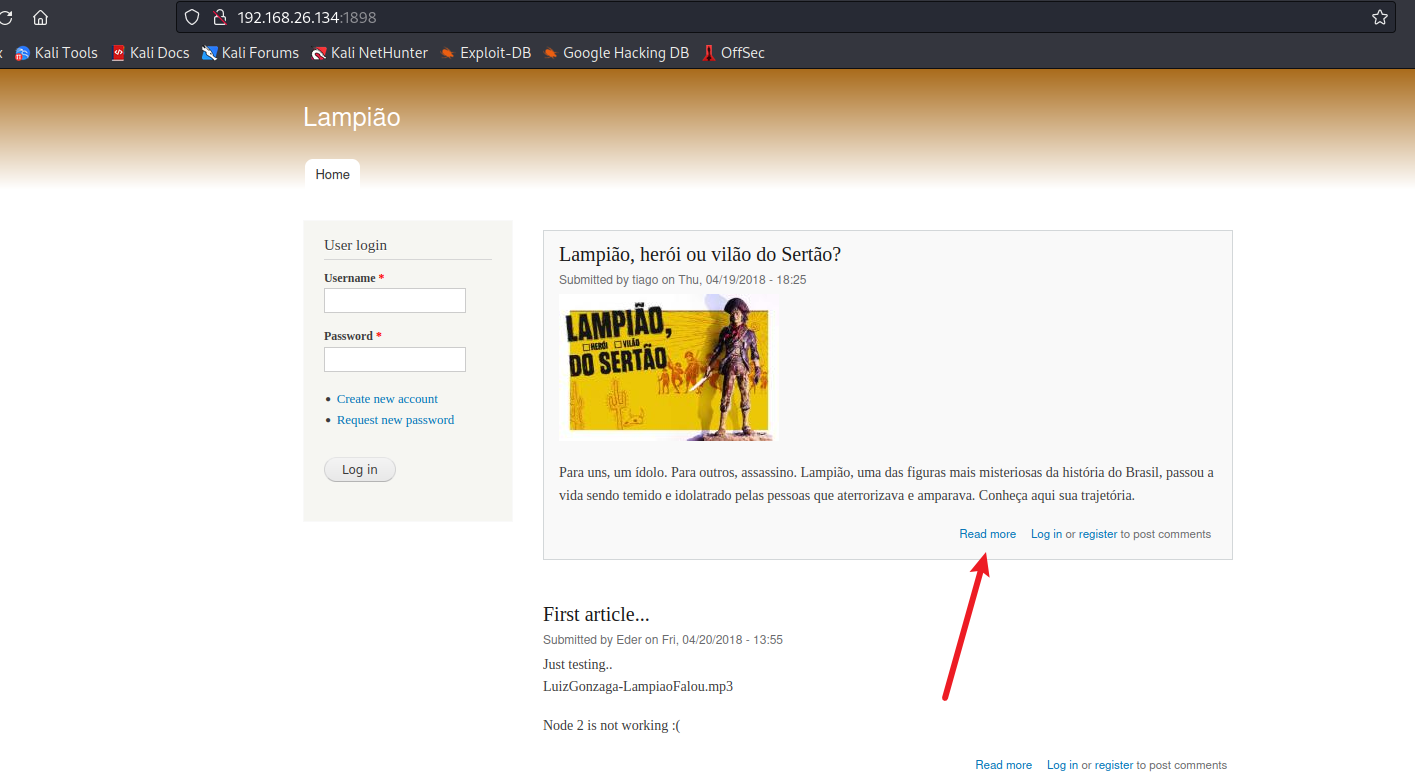 192.168.26.134:1898
Kali Tools Kali Docs Kali Forums Kali NetHunter Exploit-DB Google Hacking DB OffSec
Lampião
Home
User login
Username *
Password *
Create new account
Request new password
Log in
Lampião, herói ou vilão do Sertão?
Submitted by tiago on Thu, 04/19/2018 - 18:25
LAMPIÃO,
HERÓI VILÃO
DO SERTÃO
Para uns, um ídolo. Para outros, assassino. Lampião, uma das figuras mais misteriosas da história do Brasil, passou a
vida sendo temido e idolatrado pelas pessoas que aterrorizava e amparava. Conheça aqui sua trajetória.
Read more Log in or register to post comments
First article...
Submitted by Eder on Fri, 04/20/2018 - 13:55
Just testing..
LuizGonzaga-LampiaoFalou.mp3
Node 2 is not working :(
Read more Log in or register to post comments